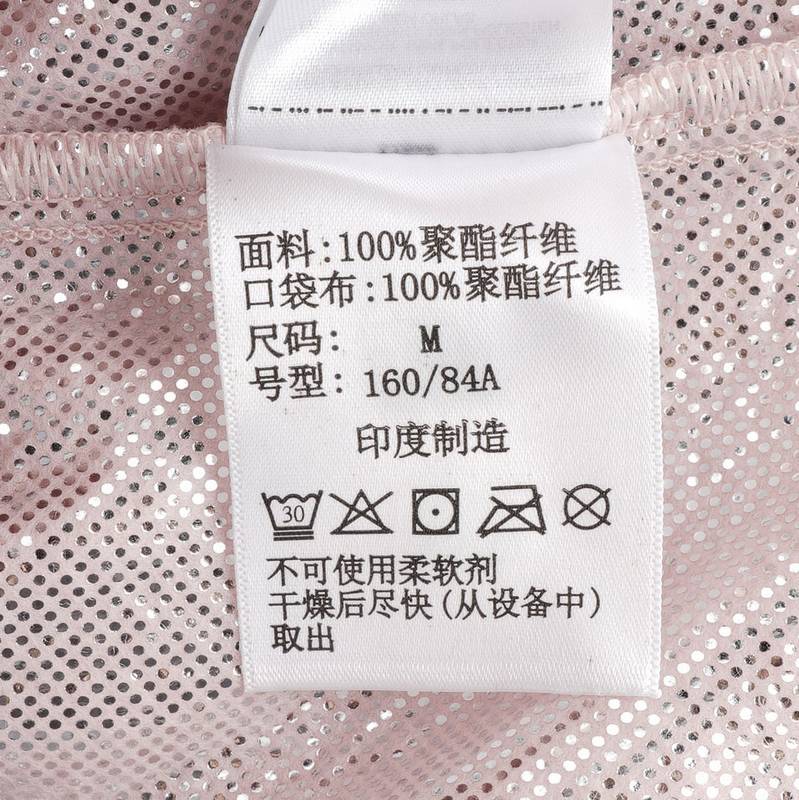 面料:100%聚酯纤维
口袋布:100%聚酯纤维
尺码: M
号型: 160/84A
印度制造
30
不可使用柔软剂
干燥后尽快(从设备中)
取出